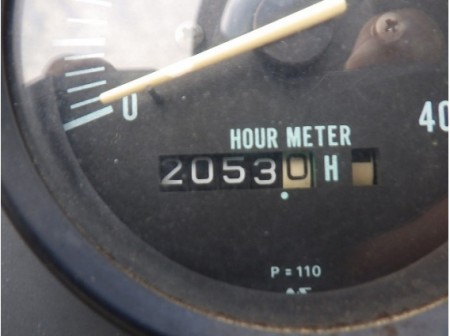 0
40
HOUR METER
20530 H
P = 110